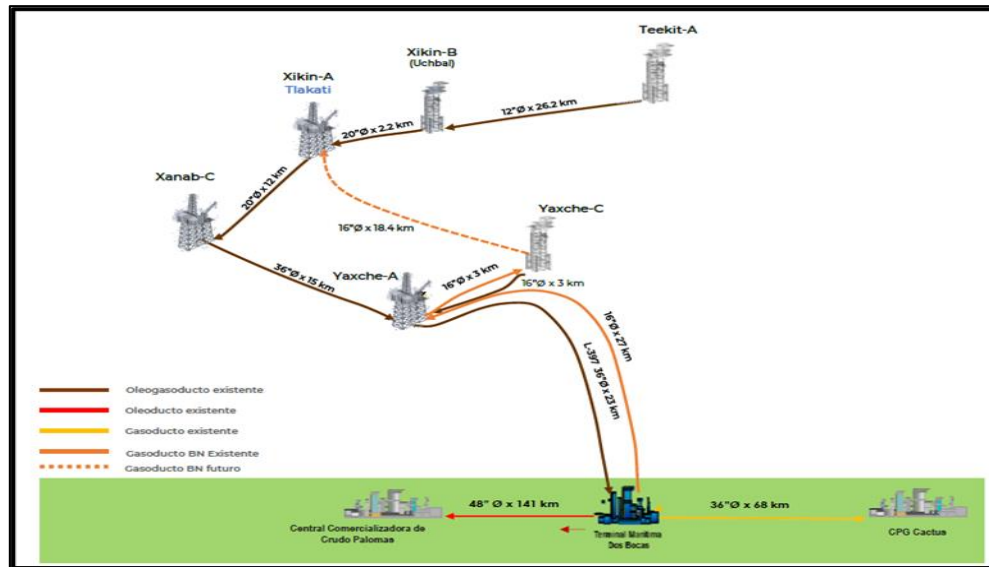 Teekit-A
Xikin-B
(Uchbal)
Xikin-A
Tlakati
12"Ø x 26.2 km
20"Ø x 2.2 km
Xanab-C
20"Ø x 12 km
Yaxche-C
16"Ø x 18.4 km
36"Ø x 15 km
Yaxche-A
16"Ø x 3 km
16"Ø x 3 km
16"Ø x 27 km
L-397 36"Ø x 23 km
Oleogasoducto existente
Oleoducto existente
Gasoducto existente
Gasoducto BN Existente
Gasoducto BN futuro
48" Ø x 141 km
36"Ø x 68 km
Central Comercializadora de
Crudo Palomas
Terminal Marítima
Dos Bocas
CPG Cactus